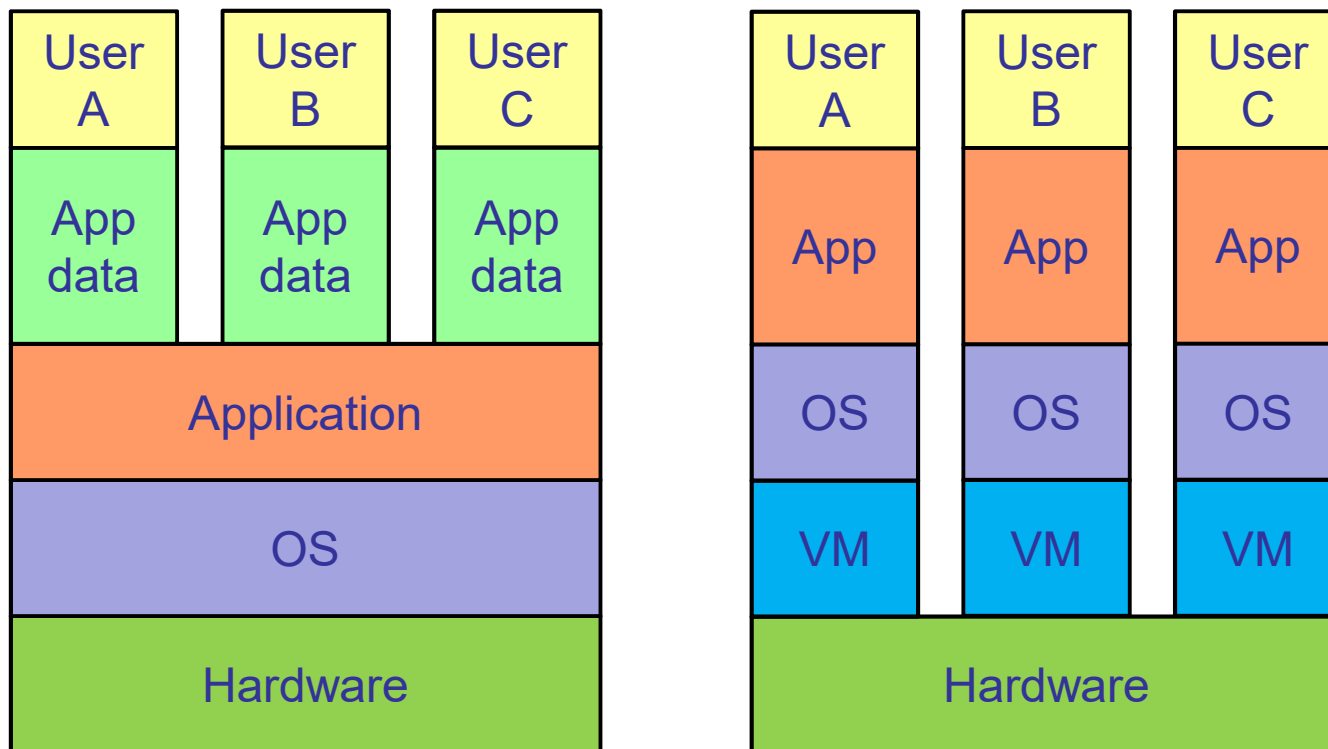 User
A
App
data
User
B
App
data
User
C
App
data
Application
OS
Hardware
User
A
App
OS
VM
User
B
App
OS
VM
User
C
App
OS
VM
Hardware